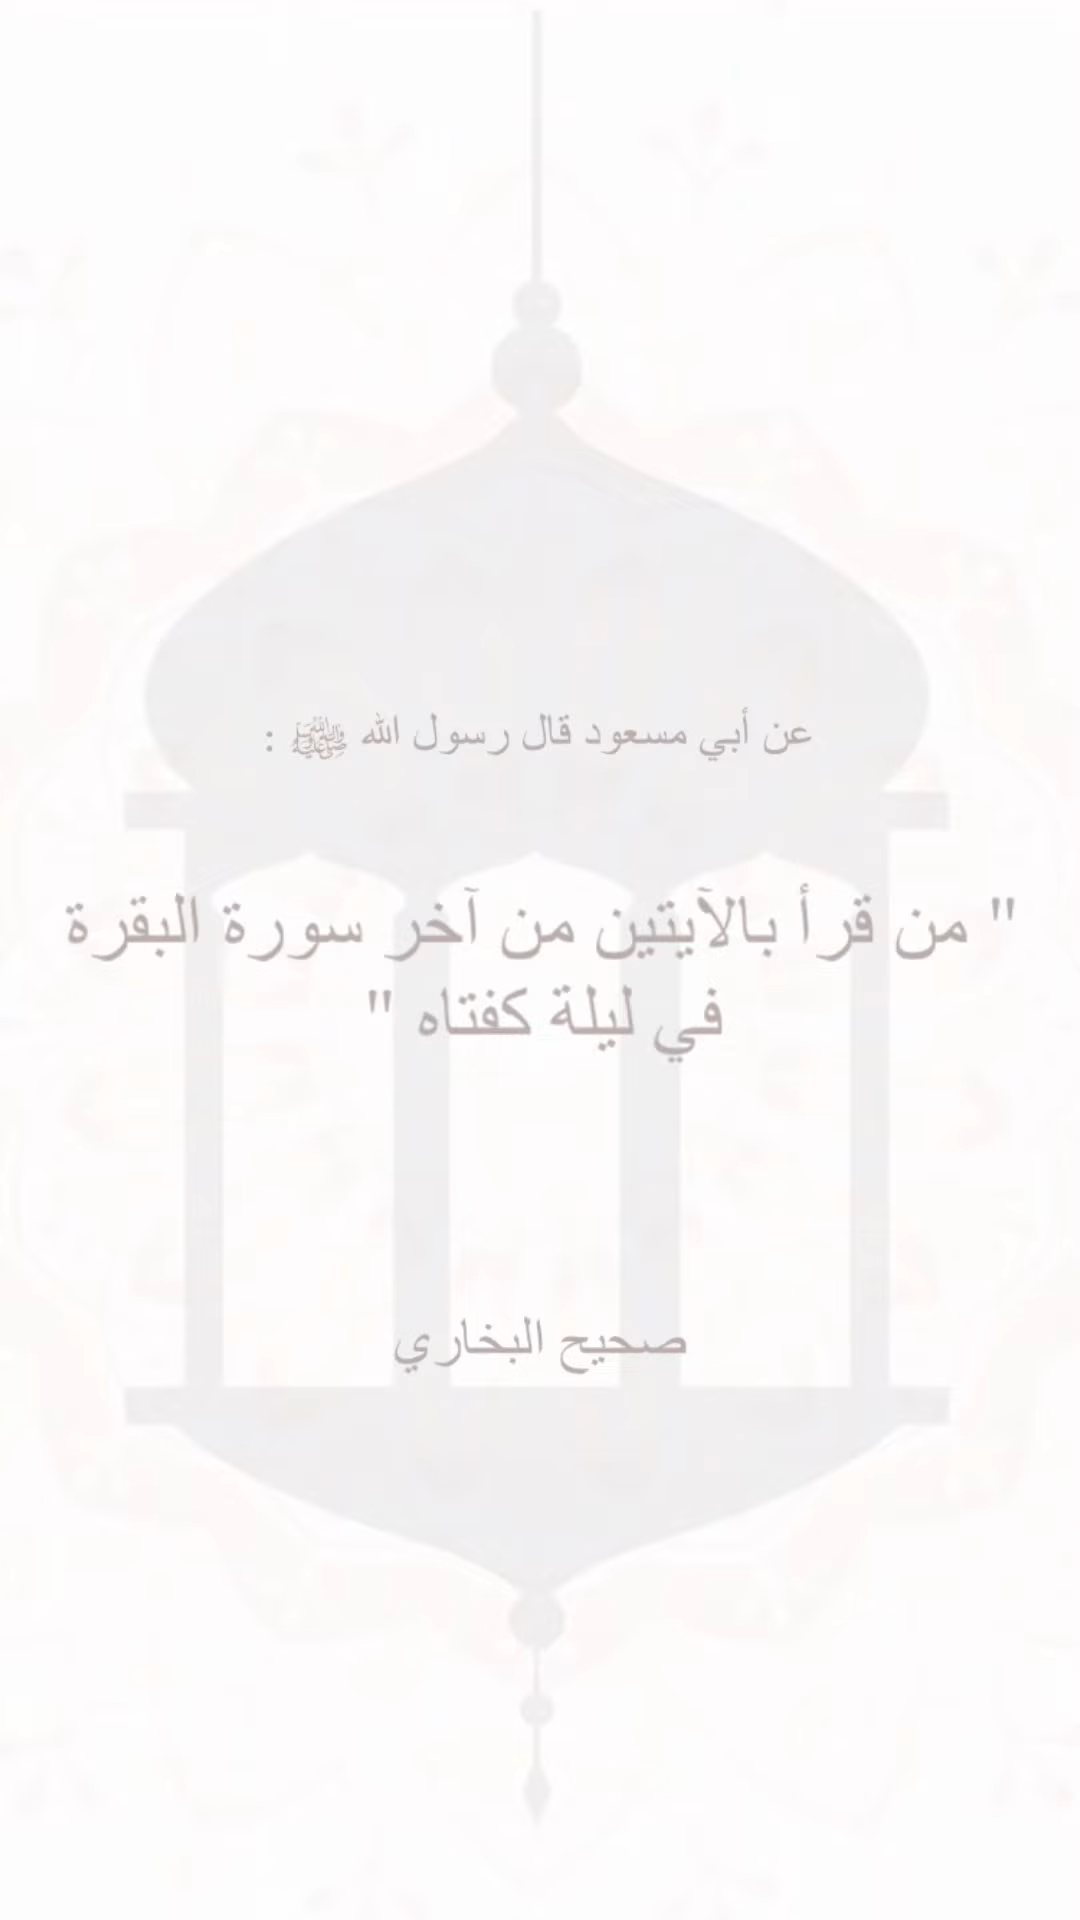 عن أبي مسعود قال رسول الله ﷺ :
" من قرأ بالآيتين من آخر سورة البقرة
في ليلة كفتاه "
صحيح البخاري